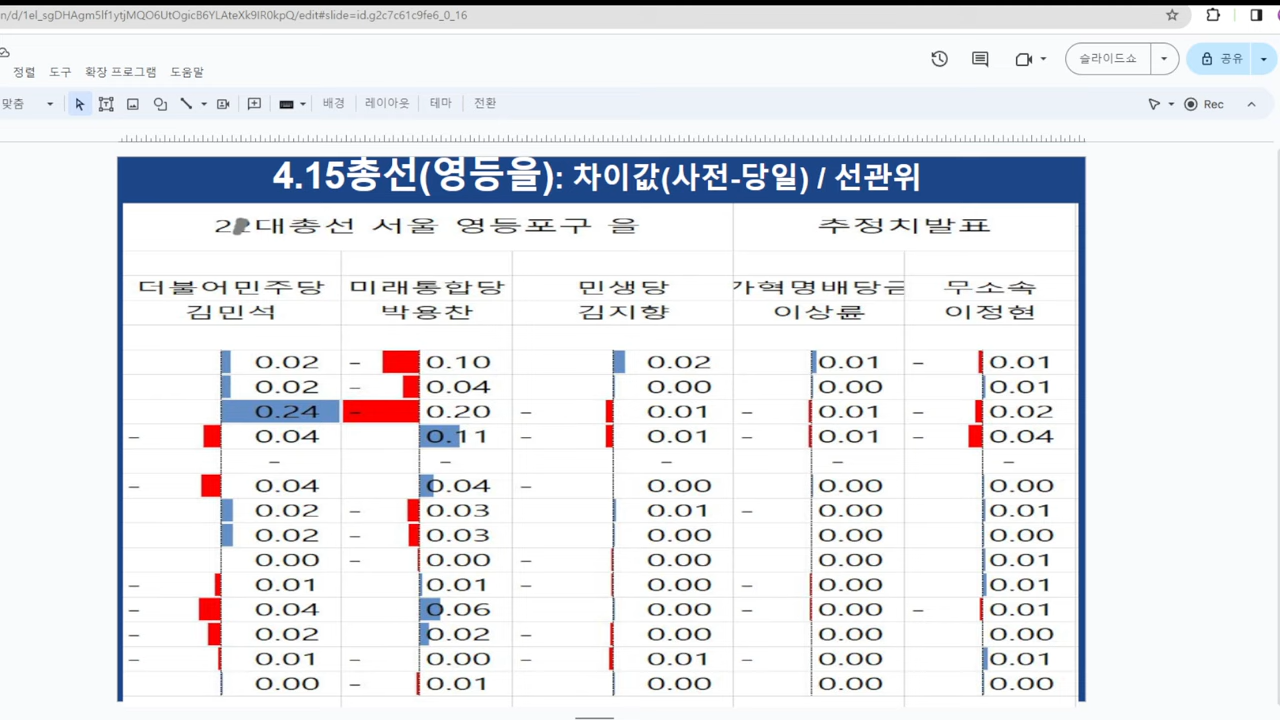 n/d/1el_sgDHAgm5lf1ytjMQO6UtOgicB6YLAteXk9IR0kpQ/edit#slide=id.g2c7c61c9fe6_0_16
정렬 도구 확장 프로그램 도움말
슬라이드쇼
공유
맞춤
배경 레이아웃 테마 전환
Rec
4.15총선(영등을): 차이값(사전-당일) / 선관위
대총선 서울 영등포구 을 추정치발표
더불어민주당 미래통합당 민생당 가혁명배당금 무소속
김민석 박용찬 김지향 이상륜 이정현
0.02 - 0.10 0.02 0.01 - 0.01
0.02 - 0.04 0.00 0.00 0.01
0.24 - 0.20 - 0.01 - 0.01 - 0.02
- 0.04 0.11 - 0.01 - 0.01 - 0.04
- - - - -
- 0.04 0.04 - 0.00 0.00 0.00
0.02 - 0.03 0.01 - 0.00 0.01
0.02 - 0.03 0.00 0.00 0.00
0.00 - 0.00 - 0.00 0.00 0.01
- 0.01 0.01 - 0.00 - 0.00 0.01
- 0.04 0.06 0.00 - 0.00 - 0.01
- 0.02 0.02 - 0.00 0.00 0.00
- 0.01 - 0.00 - 0.01 - 0.00 0.01
0.00 - 0.01 0.00 0.00 0.00